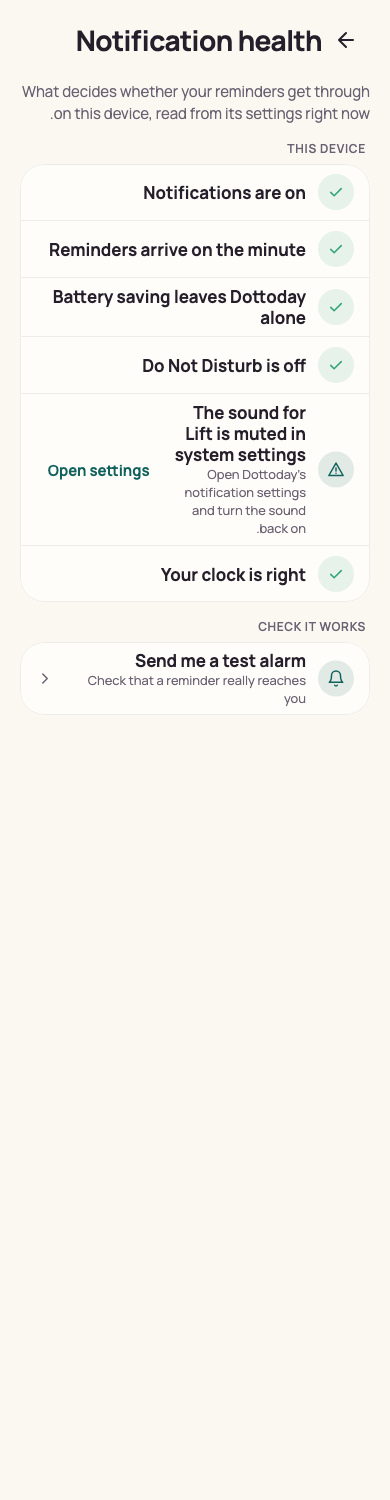 Notification health
What decides whether your reminders get through
on this device, read from its settings right now.
THIS DEVICE
Notifications are on
Reminders arrive on the minute
Battery saving leaves Dottoday
alone
Do Not Disturb is off
The sound for
Lift is muted in
system settings
Open Dottoday's
notification settings
and turn the sound
back on.
Open settings
Your clock is right
CHECK IT WORKS
Send me a test alarm
Check that a reminder really reaches
you